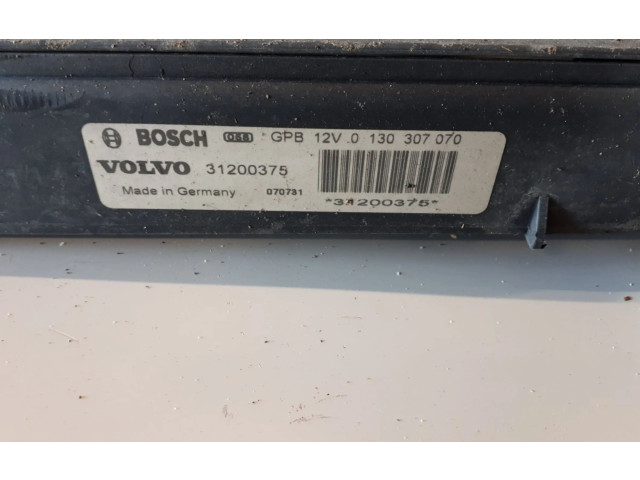 BOSCH GPB 12V .0 130 307 070
VOLVO 31200375
Made in Germany 070731
*31200375*